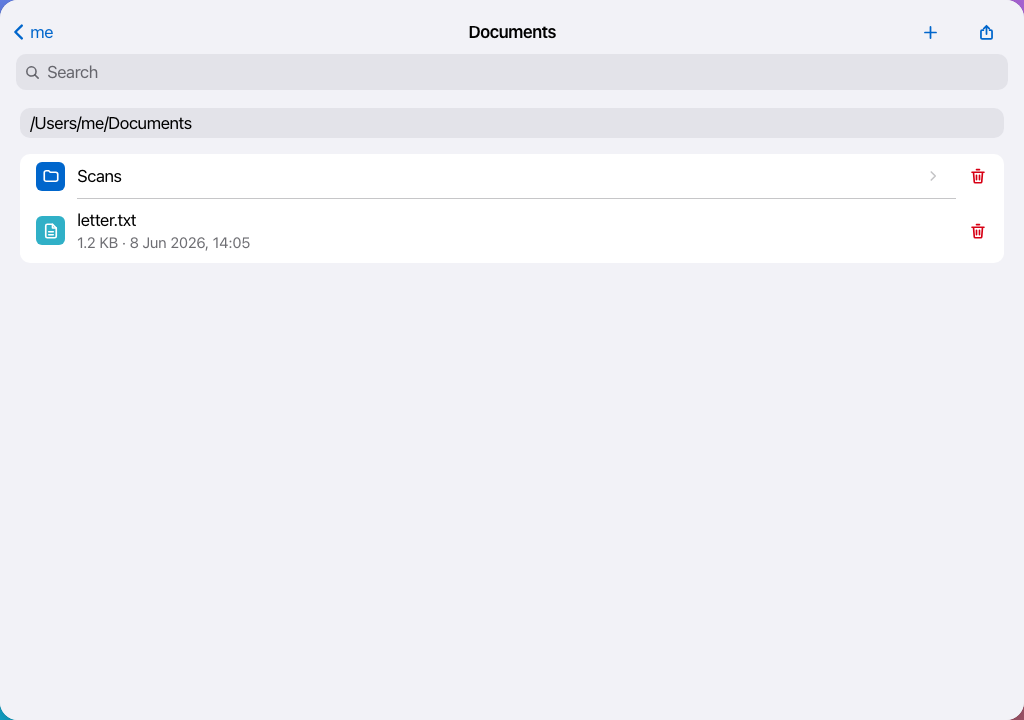 me
Documents
Search
/Users/me/Documents
Scans
letter.txt
1.2 KB · 8 Jun 2026, 14:05